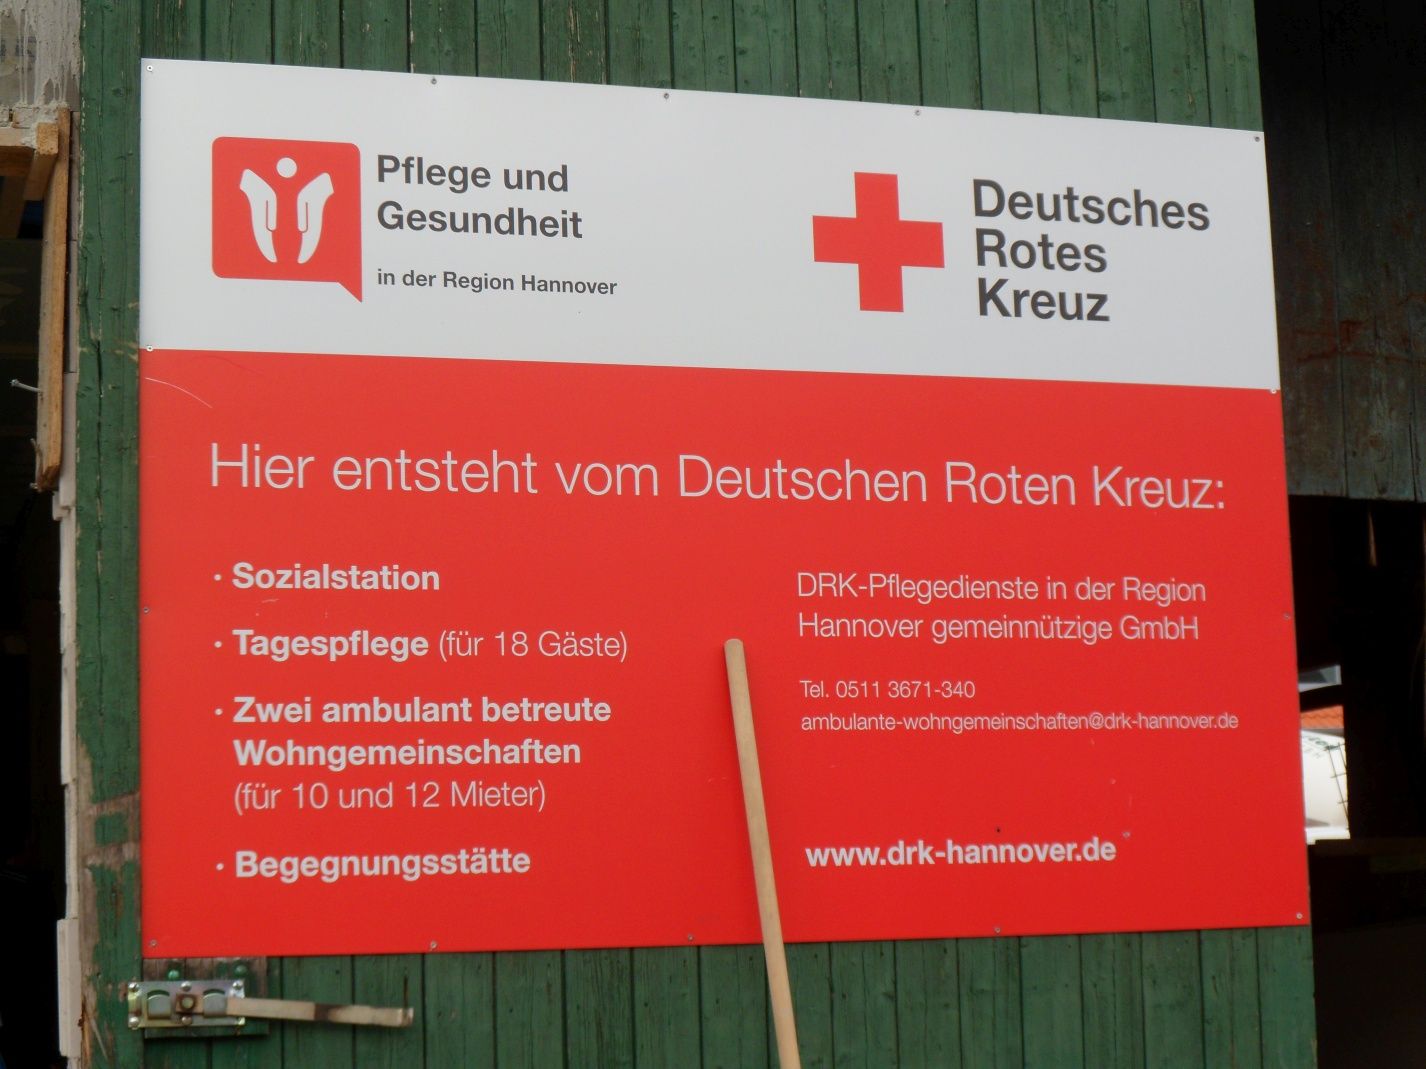 Pflege und
Gesundheit
in der Region Hannover
Deutsches
Rotes
Kreuz
Hier entsteht vom Deutschen Roten Kreuz:
· Sozialstation
· Tagespflege (für 18 Gäste)
· Zwei ambulant betreute
Wohngemeinschaften
(für 10 und 12 Mieter)
· Begegnungsstätte
DRK-Pflegedienste in der Region
Hannover gemeinnützige GmbH
Tel. 0511 3671-340
ambulante-wohngemeinschaften@drk-hannover.de
www.drk-hannover.de